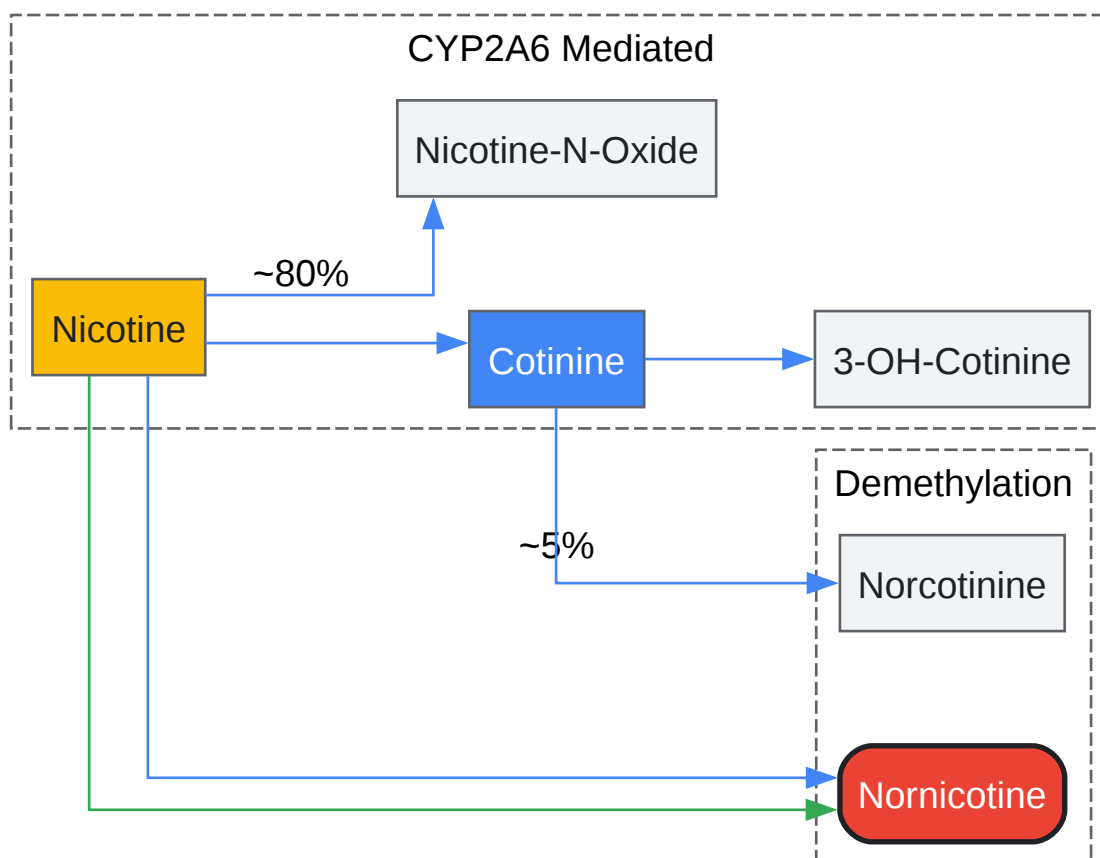 CYP2A6 Mediated
Nicotine-N-Oxide
~80%
Nicotine
Cotinine
3-OH-Cotinine
Demethylation
~5%
Norcotinine
Nornicotine